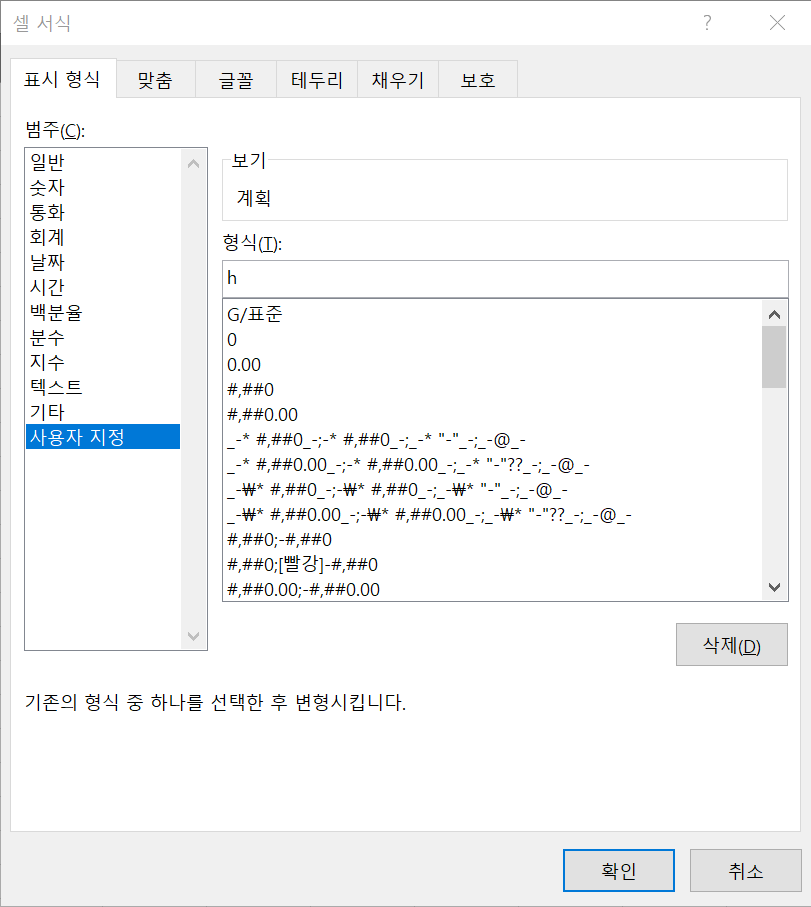 셀 서식
?
표시 형식 맞춤 글꼴 테두리 채우기 보호
범주(C):
일반
숫자
통화
회계
날짜
시간
백분율
분수
지수
텍스트
기타
사용자 지정
보기
계획
형식(T):
h
G/표준
0
0.00
#,##0
#,##0.00
_-* #,##0_-;-* #,##0_-;_-* "-"_-;_-@_-
_-* #,##0.00_-;-* #,##0.00_-;_-* "-"??_-;_-@_-
_-₩* #,##0_-;-₩* #,##0_-;_-₩* "-"_-;_-@_-
_-₩* #,##0.00_-;-₩* #,##0.00_-;_-₩* "-"??_-;_-@_-
#,##0;-#,##0
#,##0;[빨강]-#,##0
#,##0.00;-#,##0.00
삭제(D)
기존의 형식 중 하나를 선택한 후 변형시킵니다.
확인 취소